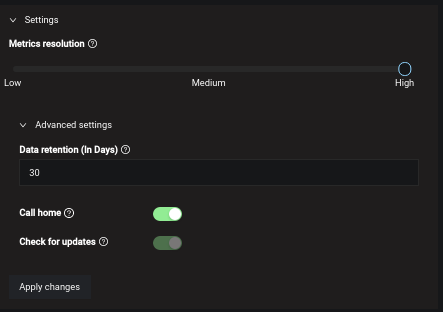 Settings
Metrics resolution
Low Medium High
Advanced settings
Data retention (In Days)
30
Call home
Check for updates
Apply changes